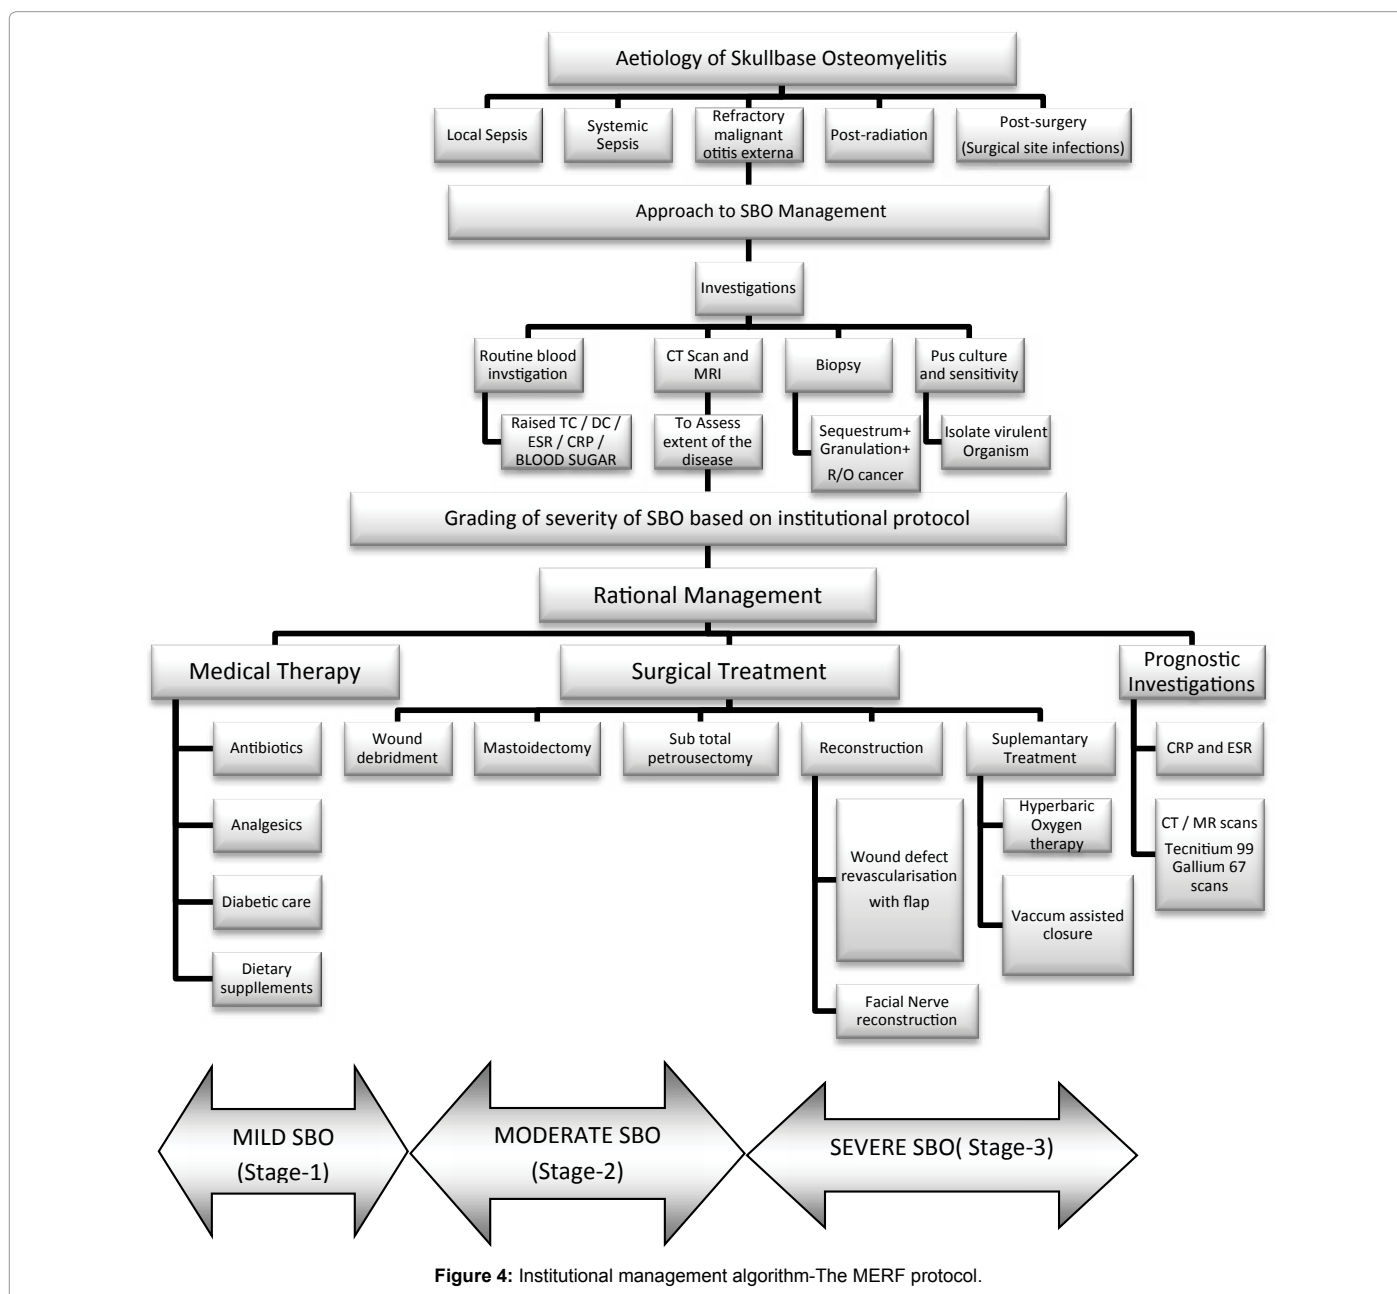 Aetiology of Skullbase Osteomyelitis
Local Sepsis
Systemic
Sepsis
Refractory
malignant
otitis externa
Post-radiation
Post-surgery
(Surgical site infections)
Approach to SBO Management
Investigations
Routine blood
invstigation
CT Scan and
MRI
Biopsy
Pus culture
and sensitivity
Raised TC / DC /
ESR / CRP /
BLOOD SUGAR
To Assess
extent of the
disease
Sequestrum+
Granulation+
R/O cancer
Isolate virulent
Organism
Grading of severity of SBO based on institutional protocol
Rational Management
Medical Therapy
Surgical Treatment
Prognostic
Investigations
Antibiotics
Analgesics
Diabetic care
Dietary
suppllements
Wound
debridment
Mastoidectomy
Sub total
petrousectomy
Reconstruction
Suplemantary
Treatment
Wound defect
revascularisation
with flap
Facial Nerve
reconstruction
Hyperbaric
Oxygen
therapy
Vaccum assisted
closure
CRP and ESR
CT / MR scans
Tecnitium 99
Gallium 67
scans
MILD SBO
(Stage-1)
MODERATE SBO
(Stage-2)
SEVERE SBO( Stage-3)
Figure 4: Institutional management algorithm-The MERF protocol.